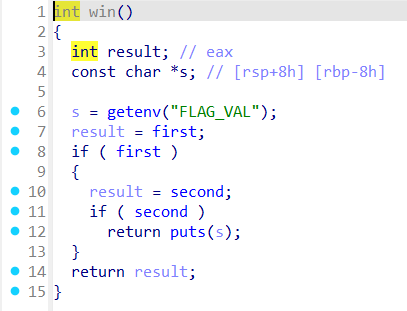 1 int win()
2 {
3 int result; // eax
4 const char *s; // [rsp+8h] [rbp-8h]
5
6 s = getenv("FLAG_VAL");
7 result = first;
8 if ( first )
9 {
10 result = second;
11 if ( second )
12 return puts(s);
13 }
14 return result;
15 }